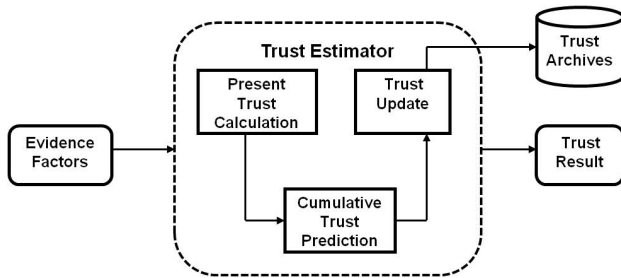 Trust Estimator
Trust
Archives
Present
Trust
Calculation
Trust
Update
Evidence
Factors
Trust
Result
Cumulative
Trust
Prediction